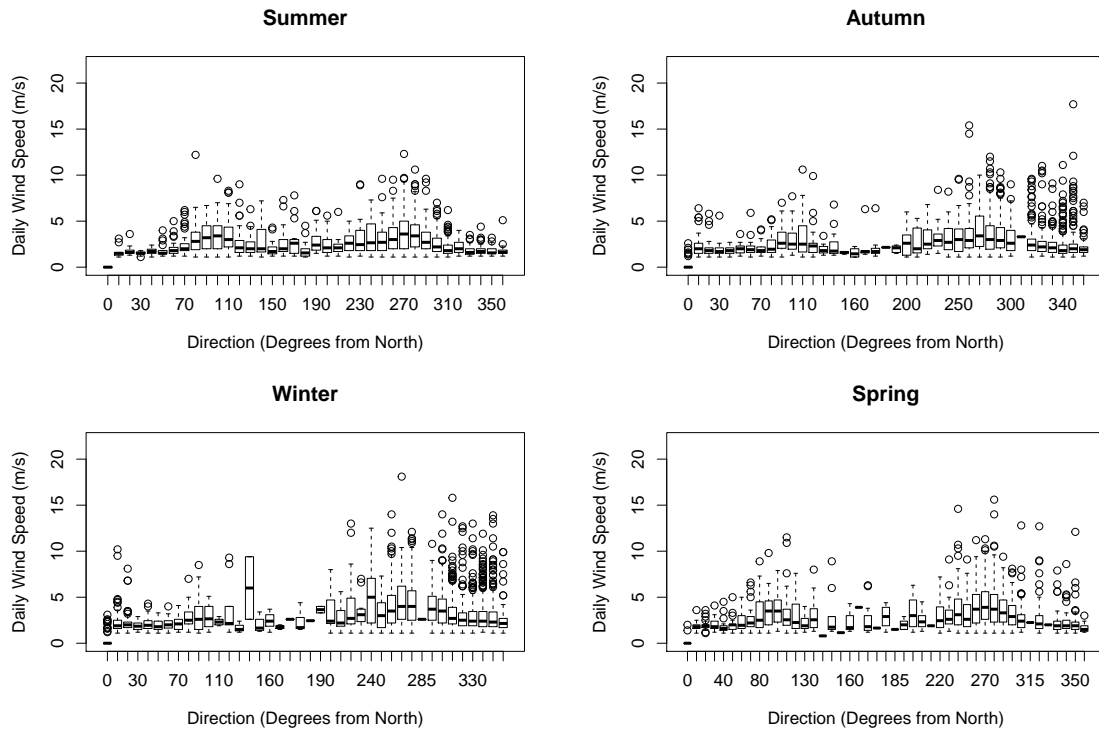 Summer
Daily Wind Speed (m/s)
20
15
10
5
0
0 30 70 110 150 190 230 270 310 350
Direction (Degrees from North)
Autumn
Daily Wind Speed (m/s)
20
15
10
5
0
0 30 70 110 160 200 250 300 340
Direction (Degrees from North)
Winter
Daily Wind Speed (m/s)
20
15
10
5
0
0 30 70 110 160 190 240 285 330
Direction (Degrees from North)
Spring
Daily Wind Speed (m/s)
20
15
10
5
0
0 40 80 130 160 185 220 270 315 350
Direction (Degrees from North)